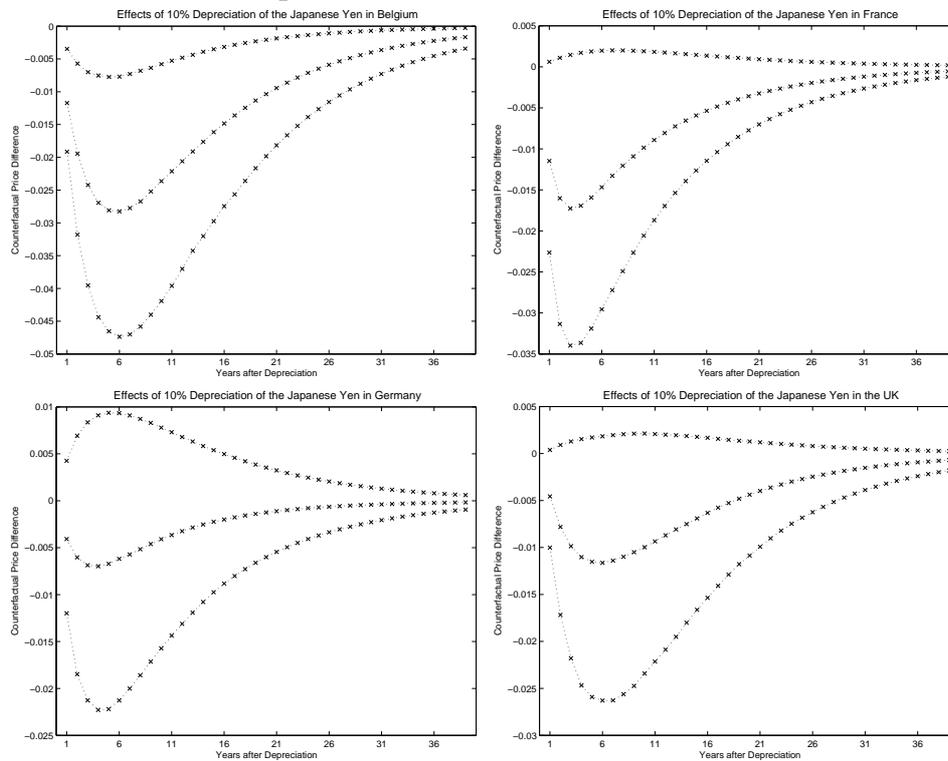 Effects of 10% Depreciation of the Japanese Yen in Belgium
0
−0.005
−0.01
−0.015
−0.02
−0.025
−0.03
−0.035
−0.04
−0.045
−0.05
Counterfactual Price Difference
1 6 11 16 21 26 31 36
Years after Depreciation
Effects of 10% Depreciation of the Japanese Yen in France
0.005
0
−0.005
−0.01
−0.015
−0.02
−0.025
−0.03
−0.035
Counterfactual Price Difference
1 6 11 16 21 26 31 36
Years after Depreciation
Effects of 10% Depreciation of the Japanese Yen in Germany
0.01
0.005
0
−0.005
−0.01
−0.015
−0.02
−0.025
Counterfactual Price Difference
1 6 11 16 21 26 31 36
Years after Depreciation
Effects of 10% Depreciation of the Japanese Yen in the UK
0.005
0
−0.005
−0.01
−0.015
−0.02
−0.025
−0.03
Counterfactual Price Difference
1 6 11 16 21 26 31 36
Years after Depreciation